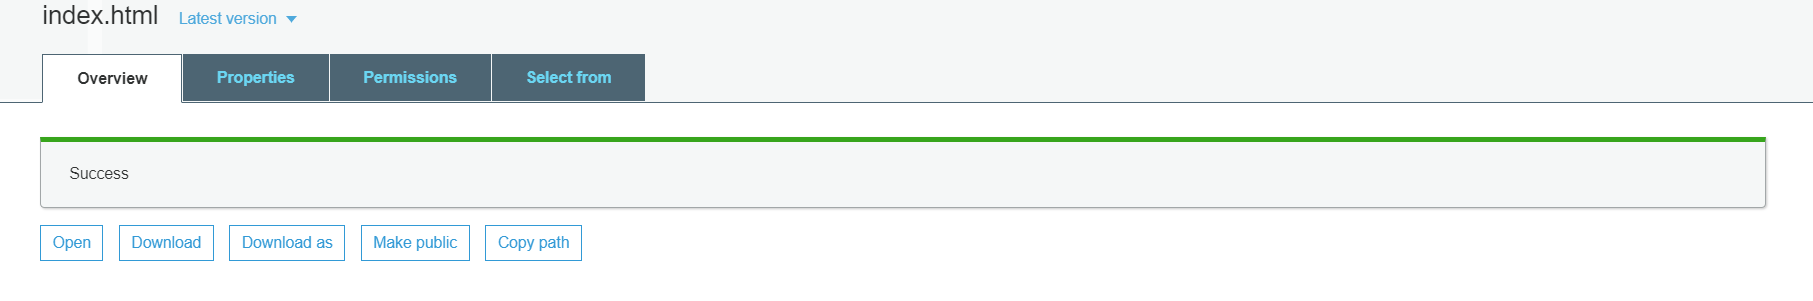 index.html Latest version
Overview Properties Permissions Select from
Success
Open Download Download as Make public Copy path